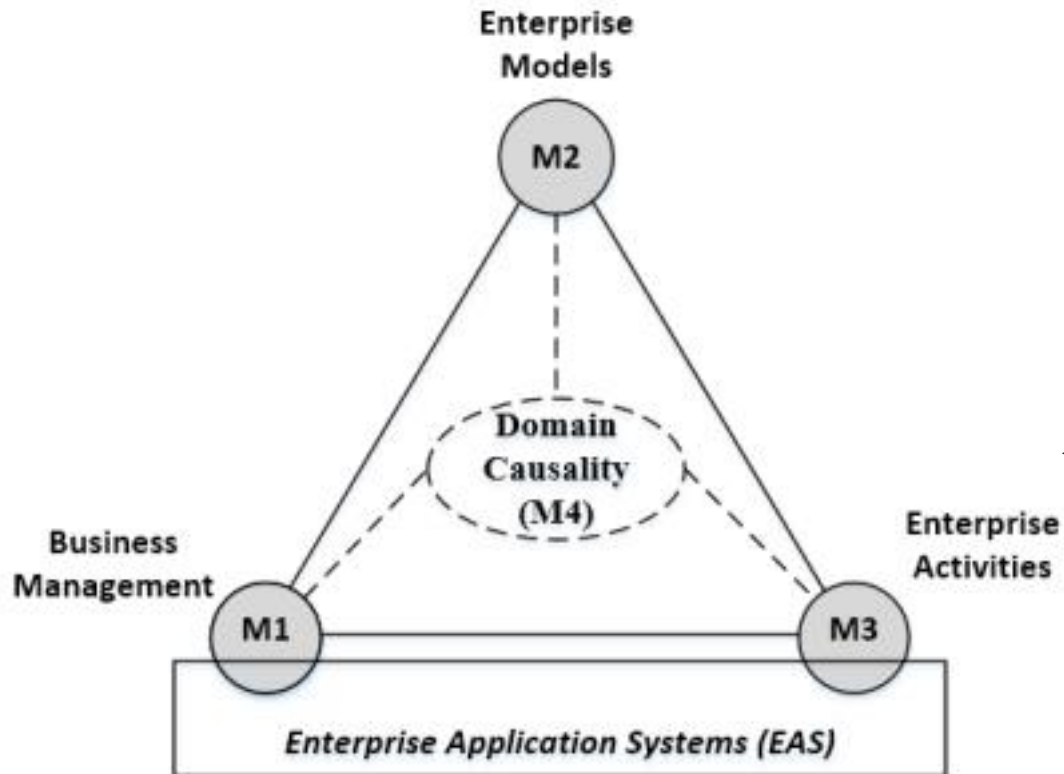 Enterprise
Models
M2
Domain
Causality
(M4)
Business
Management
Enterprise
Activities
M1
M3
Enterprise Application Systems (EAS)